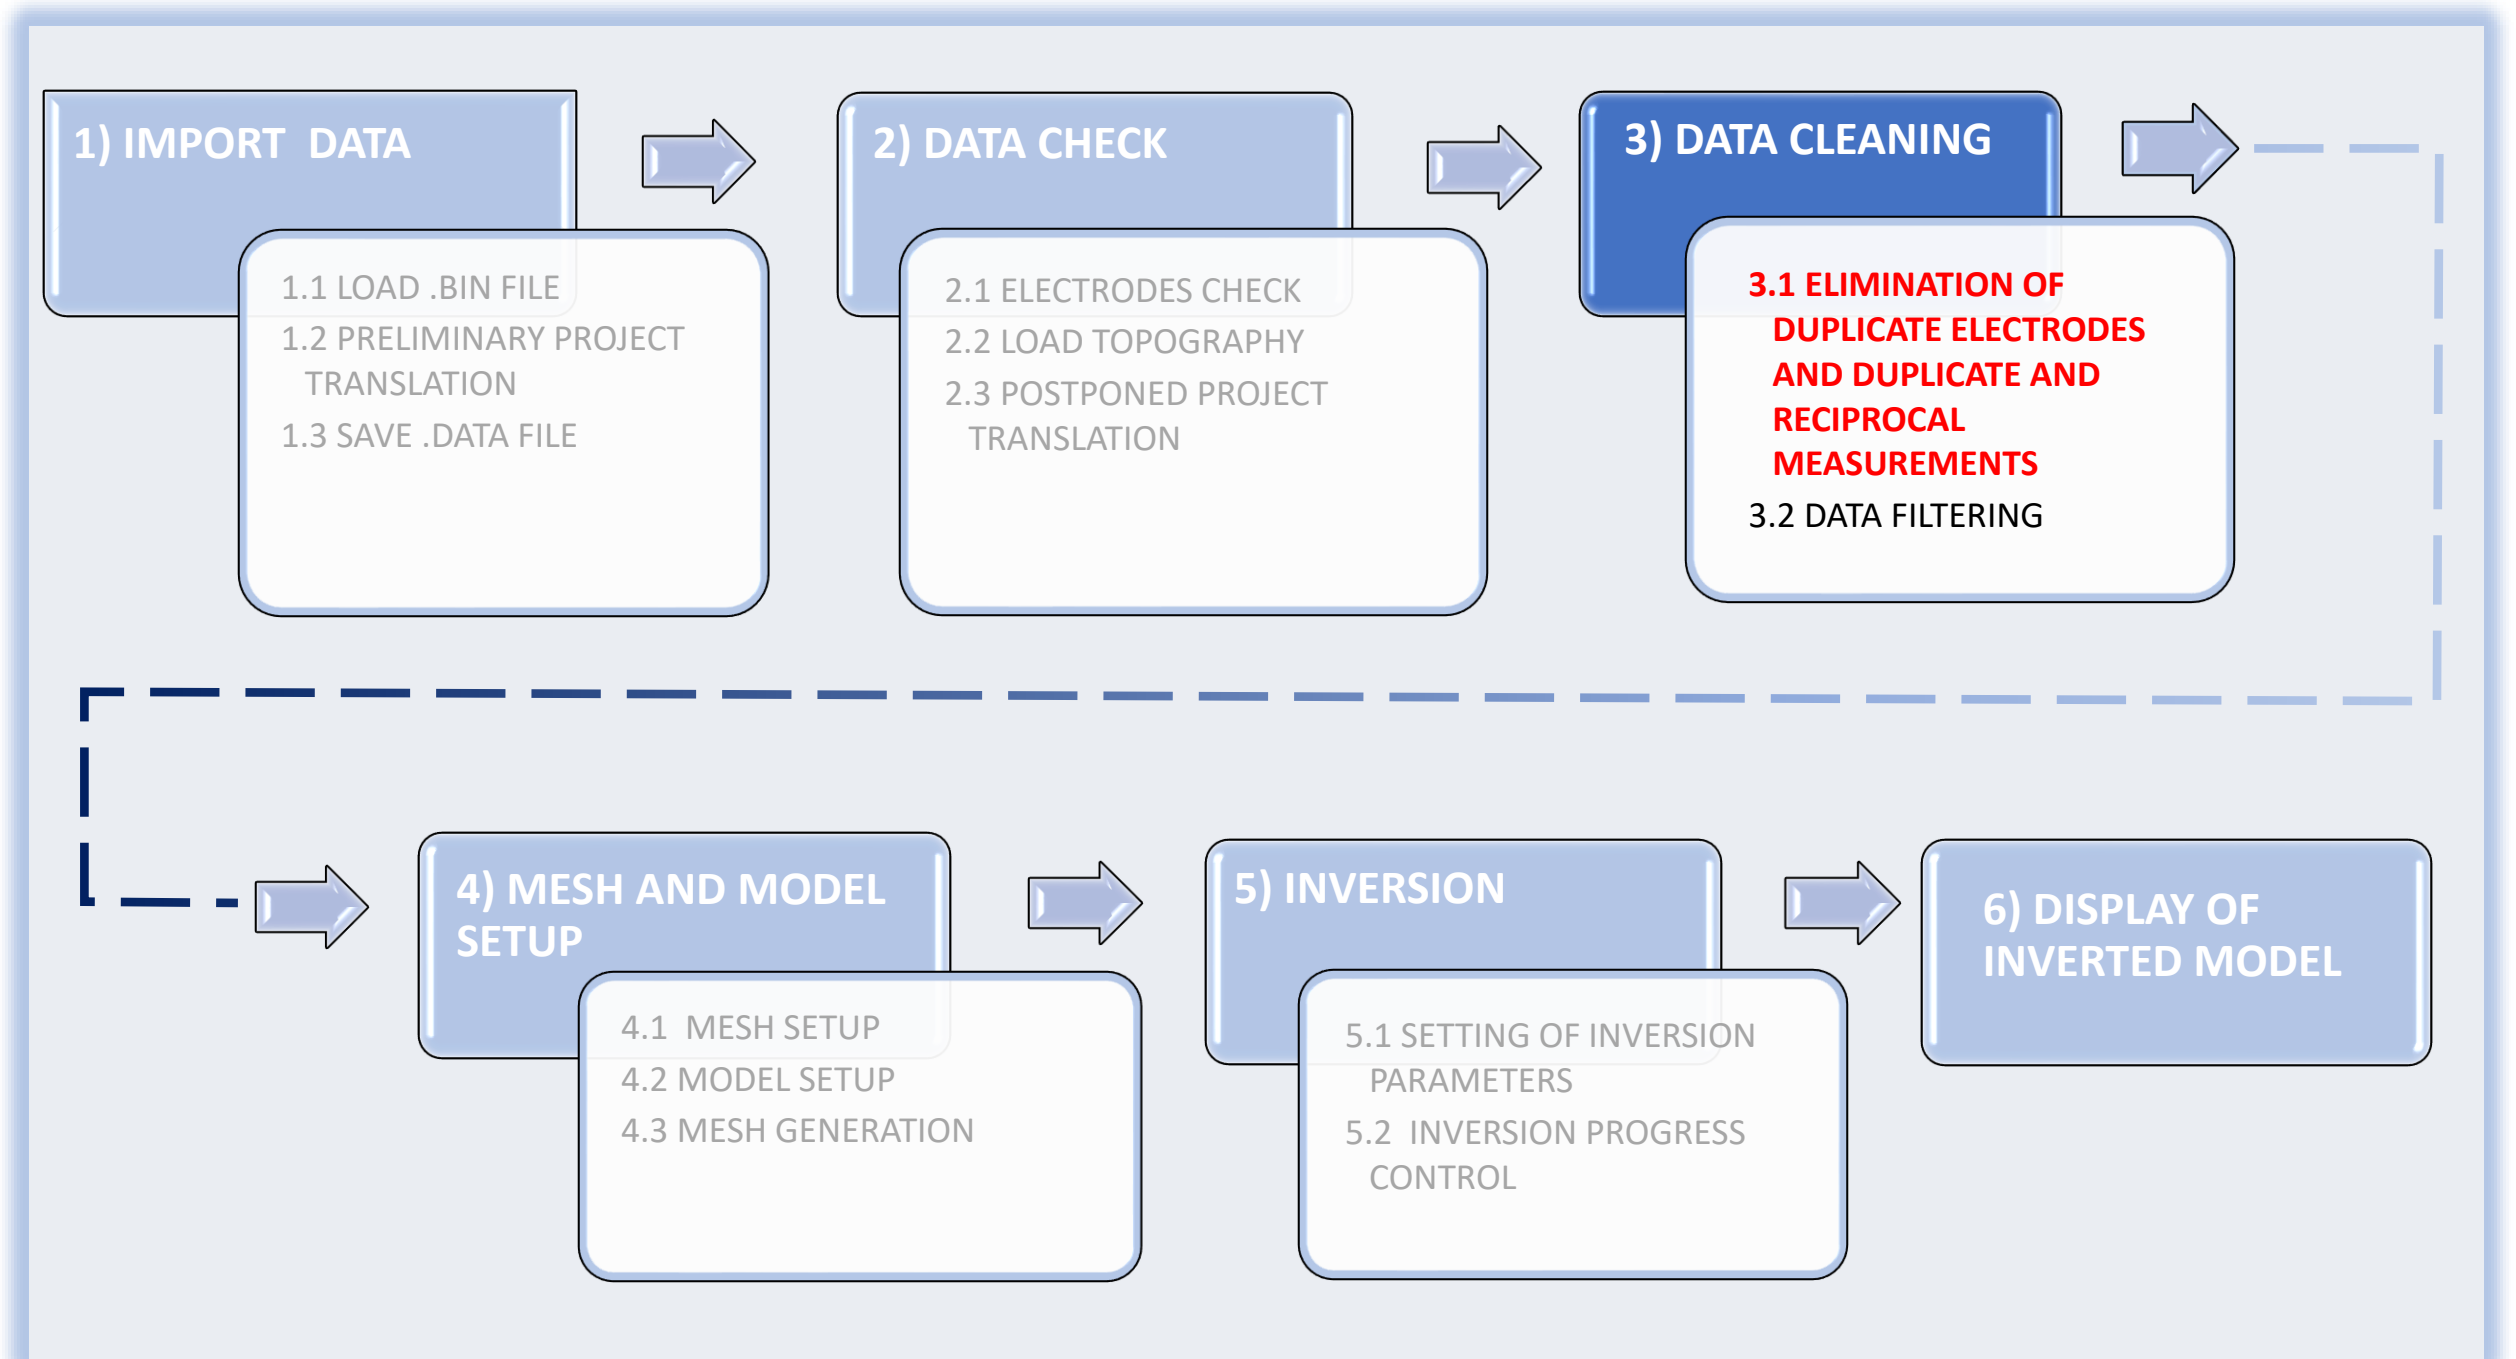 1) IMPORT  DATA
1.1 LOAD .BIN FILE
1.2 PRELIMINARY PROJECT
TRANSLATION
1.3 SAVE .DATA FILE
2) DATA CHECK
2.1 ELECTRODES CHECK
2.2 LOAD TOPOGRAPHY
2.3 POSTPONED PROJECT
TRANSLATION
3) DATA CLEANING
3.1 ELIMINATION OF
DUPLICATE ELECTRODES
AND DUPLICATE AND
RECIPROCAL
MEASUREMENTS
3.2 DATA FILTERING
4) MESH AND MODEL
SETUP
4.1  MESH SETUP
4.2 MODEL SETUP
4.3 MESH GENERATION
5) INVERSION
5.1 SETTING OF INVERSION
PARAMETERS
5.2  INVERSION PROGRESS
CONTROL
6) DISPLAY OF
INVERTED MODEL